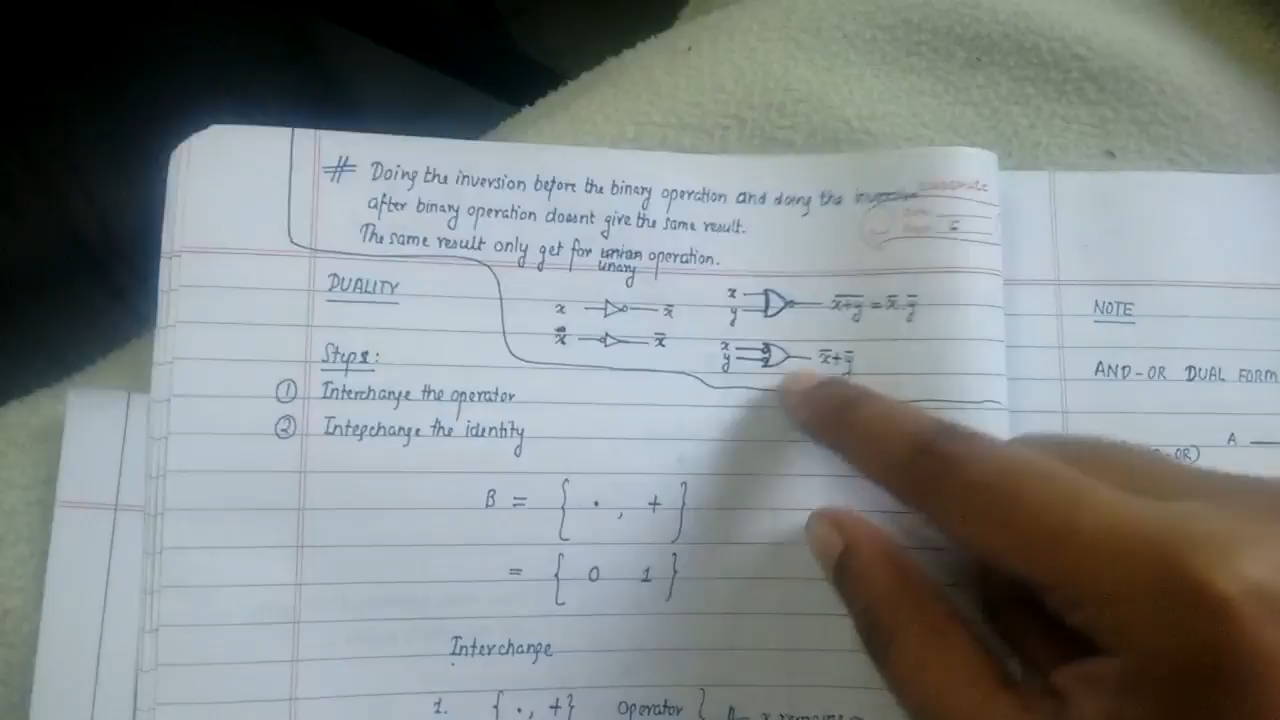 # Doing the inversion before the binary operation and doing the
after binary operation doesnt give the same result.
The same result only get for unary operation.
DUALITY
x x̅
x̅ x̅
x
y
x̅+̅y̅ = x̅.y̅
x
y
x̅+y̅
Steps:
① Interchange the operator
② Interchange the identity
B = { . , + }
= { 0 1 }
Interchange
1. { . , + } Operator }
NOTE
AND-OR DUAL FORM
A